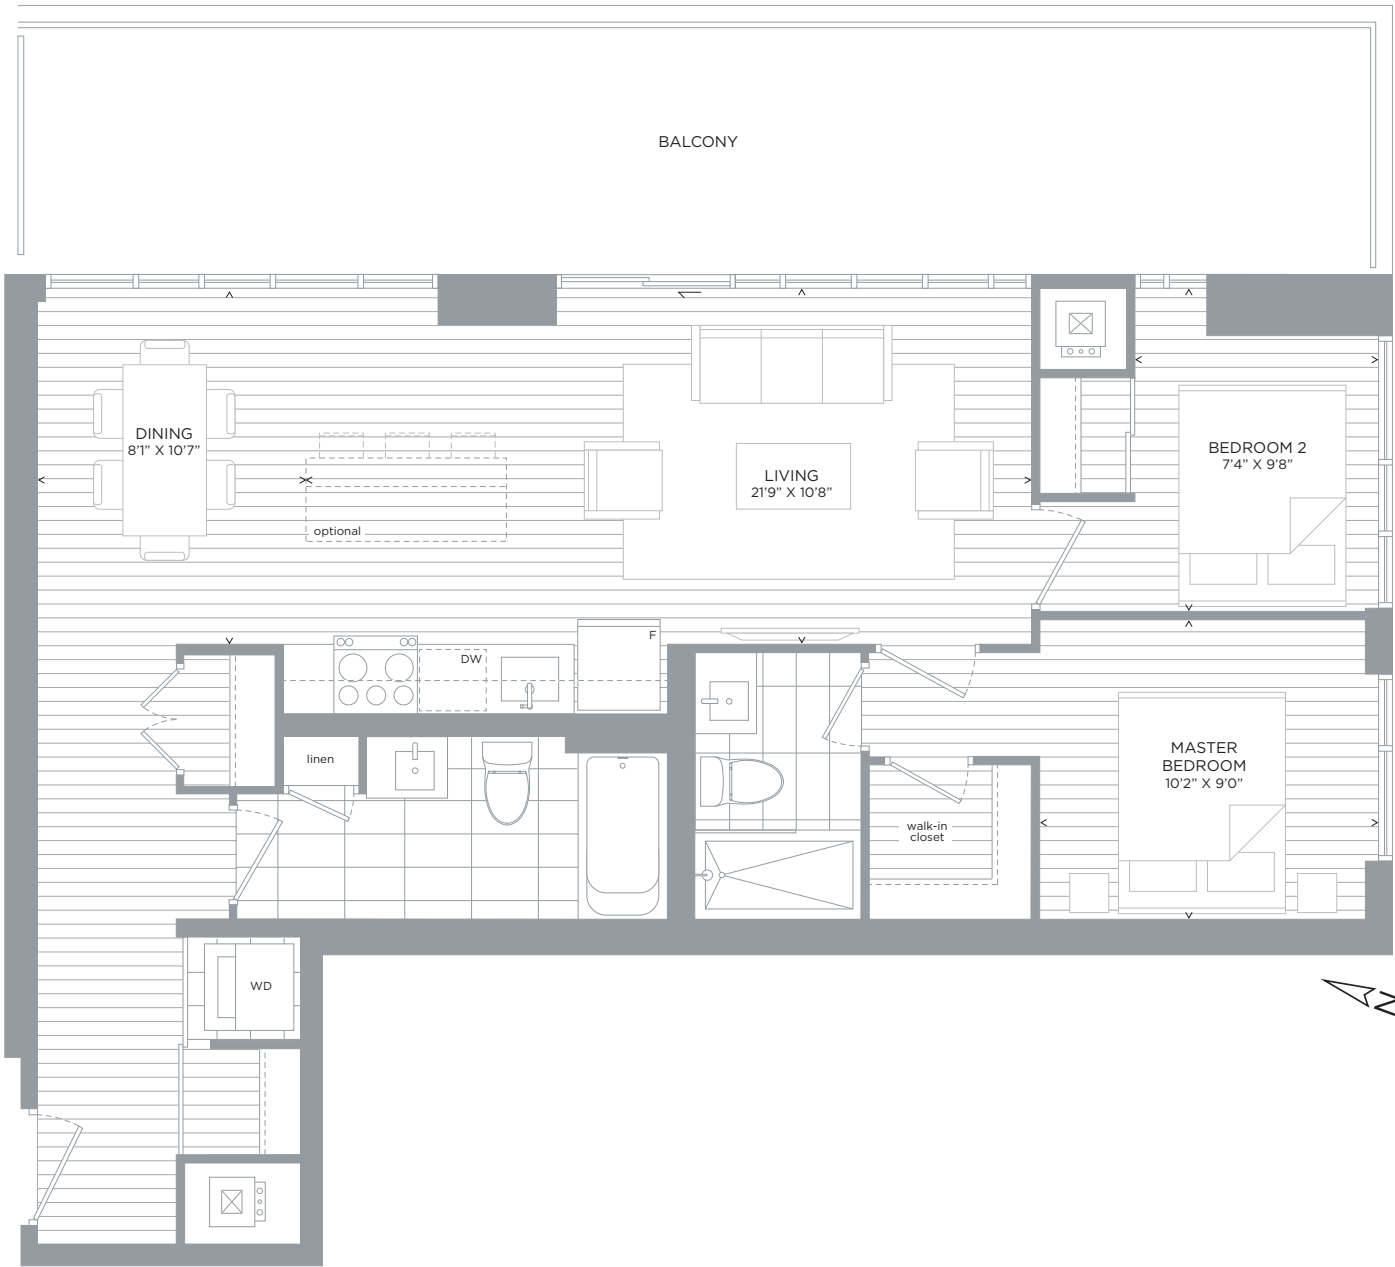 BALCONY
DINING
8'1" X 10'7"
LIVING
21'9" X 10'8"
BEDROOM 2
7'4" X 9'8"
optional
F
DW
linen
MASTER
BEDROOM
10'2" X 9'0"
walk-in
closet
WD
N